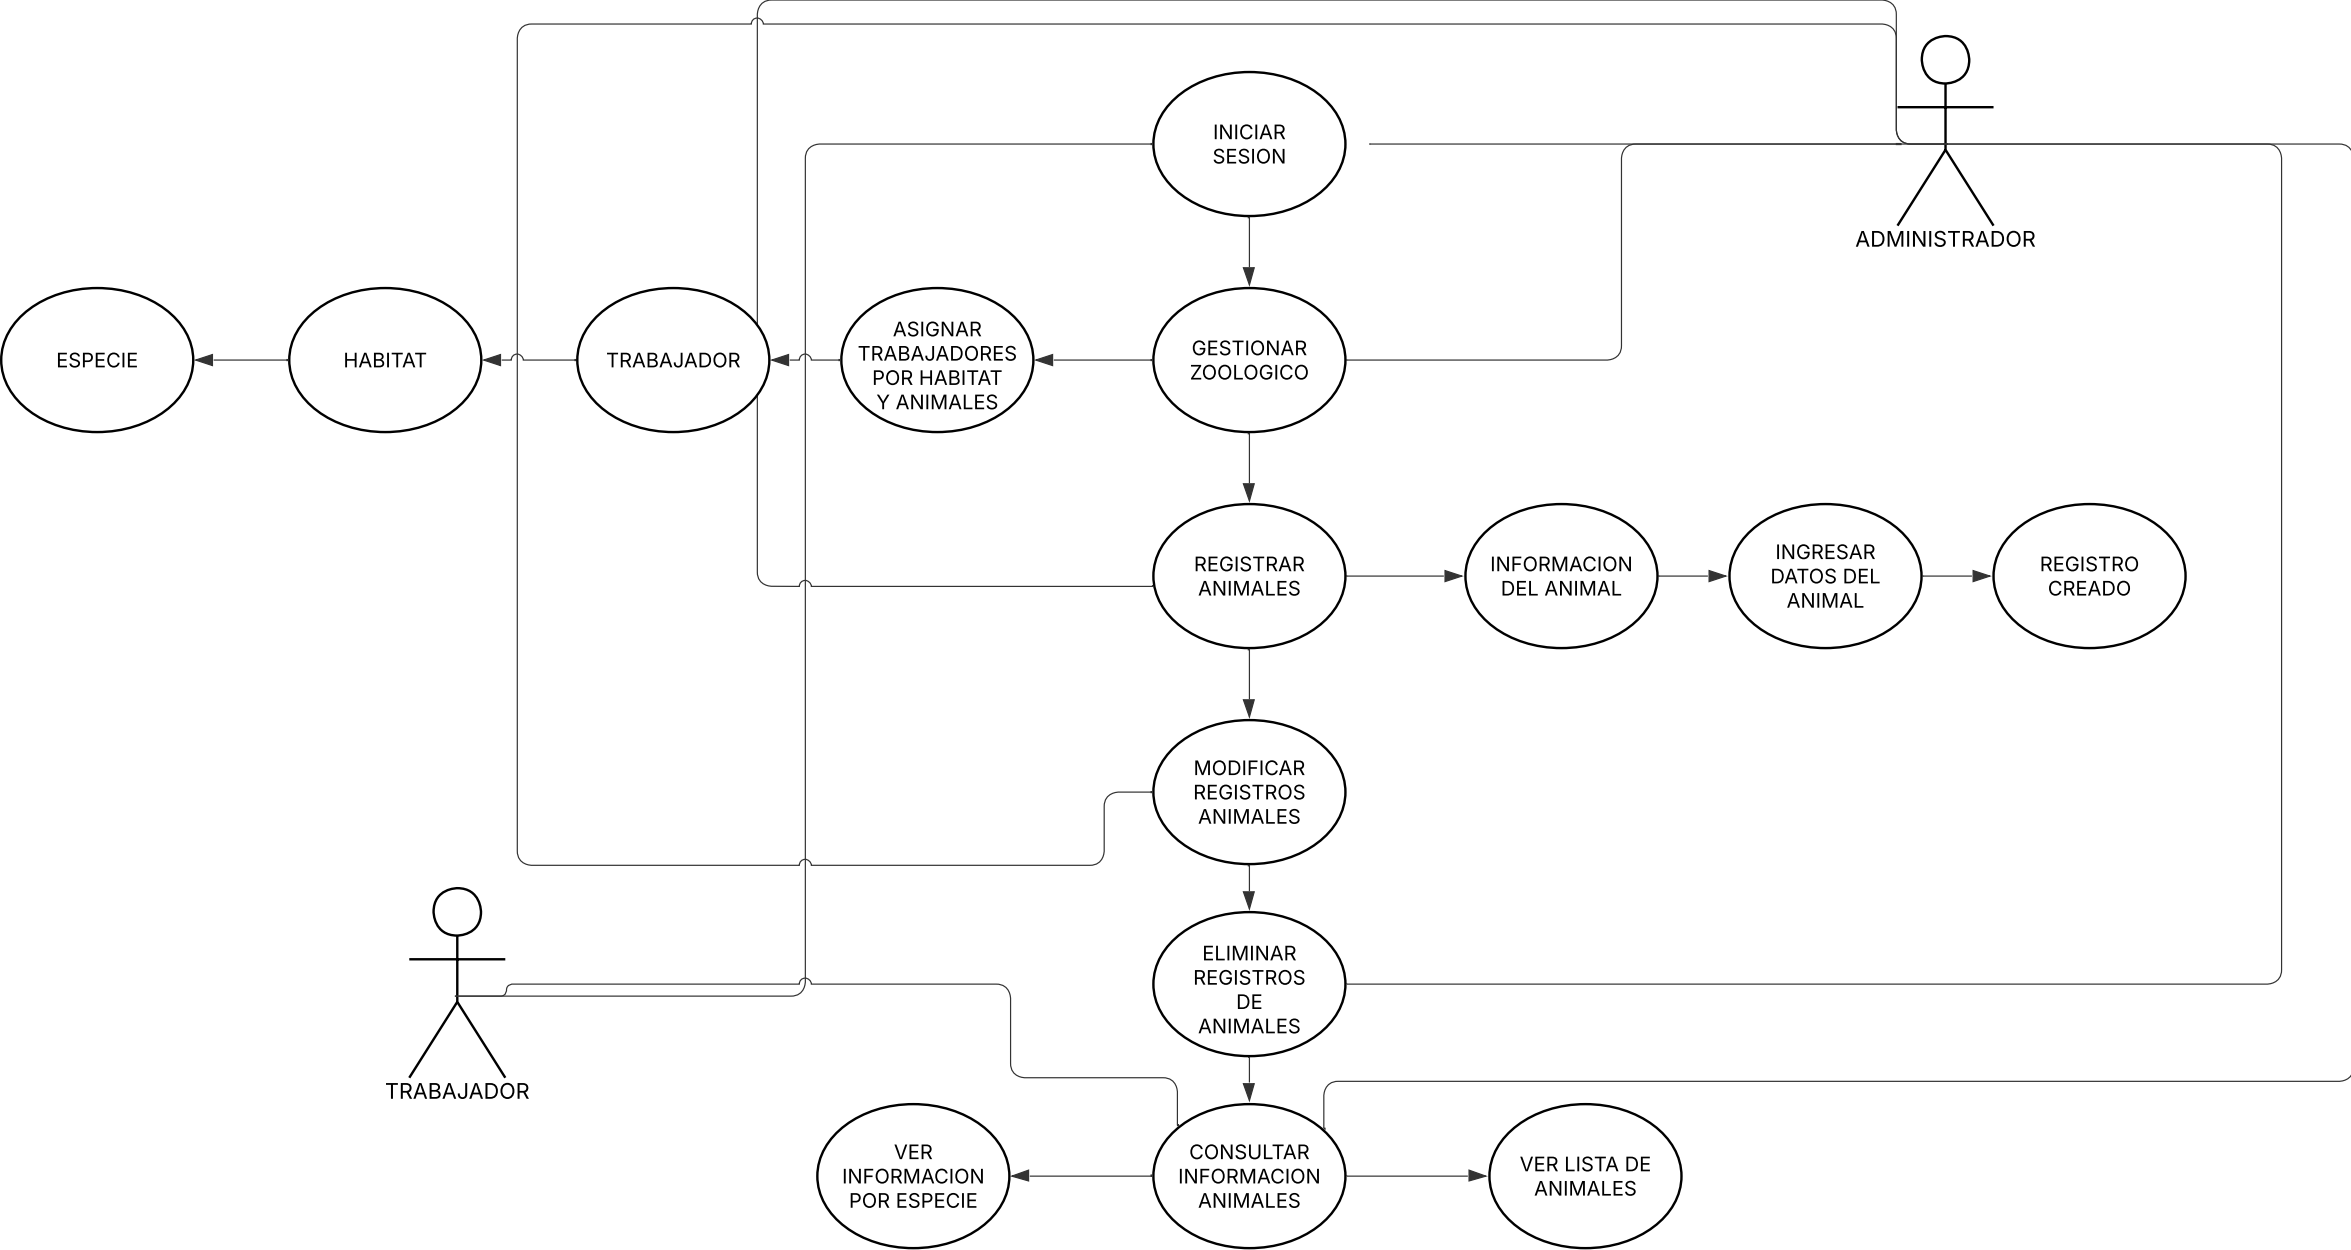 INICIAR
SESION
ADMINISTRADOR
ESPECIE
HABITAT
TRABAJADOR
ASIGNAR
TRABAJADORES
POR HABITAT
Y ANIMALES
GESTIONAR
ZOOLOGICO
REGISTRAR
ANIMALES
INFORMACION
DEL ANIMAL
INGRESAR
DATOS DEL
ANIMAL
REGISTRO
CREADO
MODIFICAR
REGISTROS
ANIMALES
ELIMINAR
REGISTROS
DE
ANIMALES
TRABAJADOR
VER
INFORMACION
POR ESPECIE
CONSULTAR
INFORMACION
ANIMALES
VER LISTA DE
ANIMALES